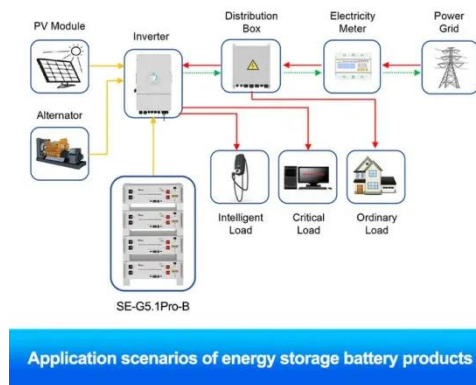 PV Module
Inverter
Distribution
Box
Electricity
Meter
Power
Grid
Alternator
Intelligent
Load
Critical
Load
Ordinary
Load
SE-G5.1Pro-B
Application scenarios of energy storage battery products